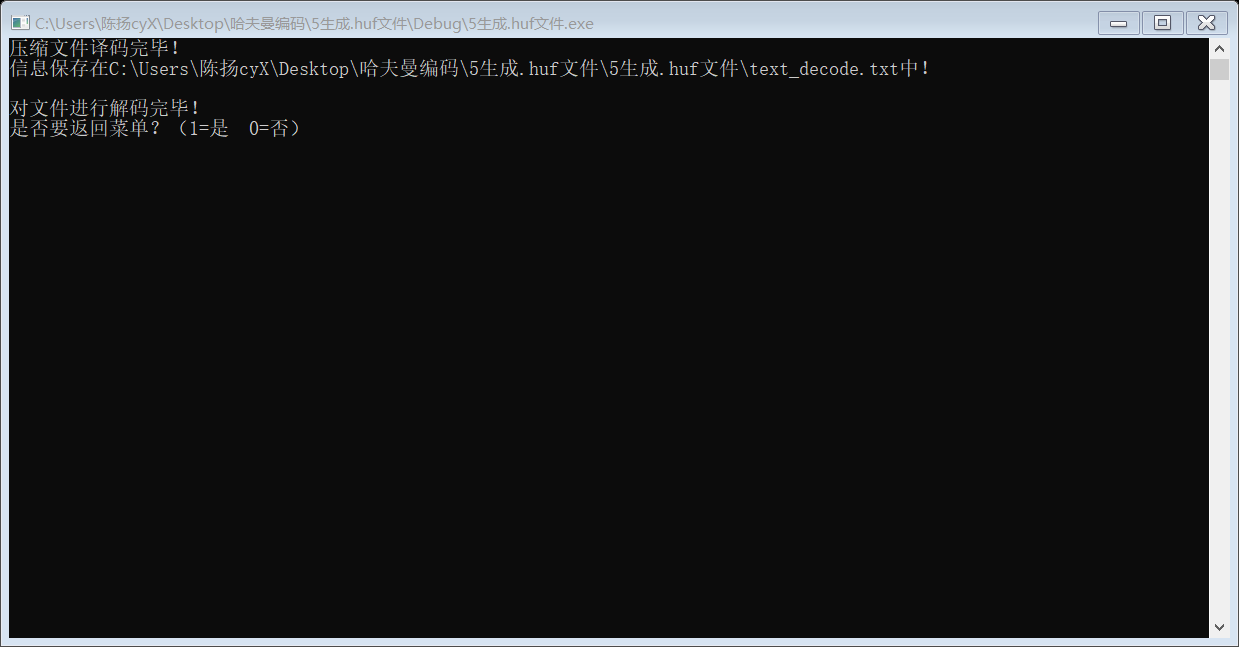 C:\Users\陈扬cyX\Desktop\哈夫曼编码\5生成.huf文件\Debug\5生成.huf文件.exe
压缩文件译码完毕！
信息保存在C:\Users\陈扬cyX\Desktop\哈夫曼编码\5生成.huf文件\5生成.huf文件\text_decode.txt中！
对文件进行解码完毕！
是否要返回菜单？（1=是  0=否）